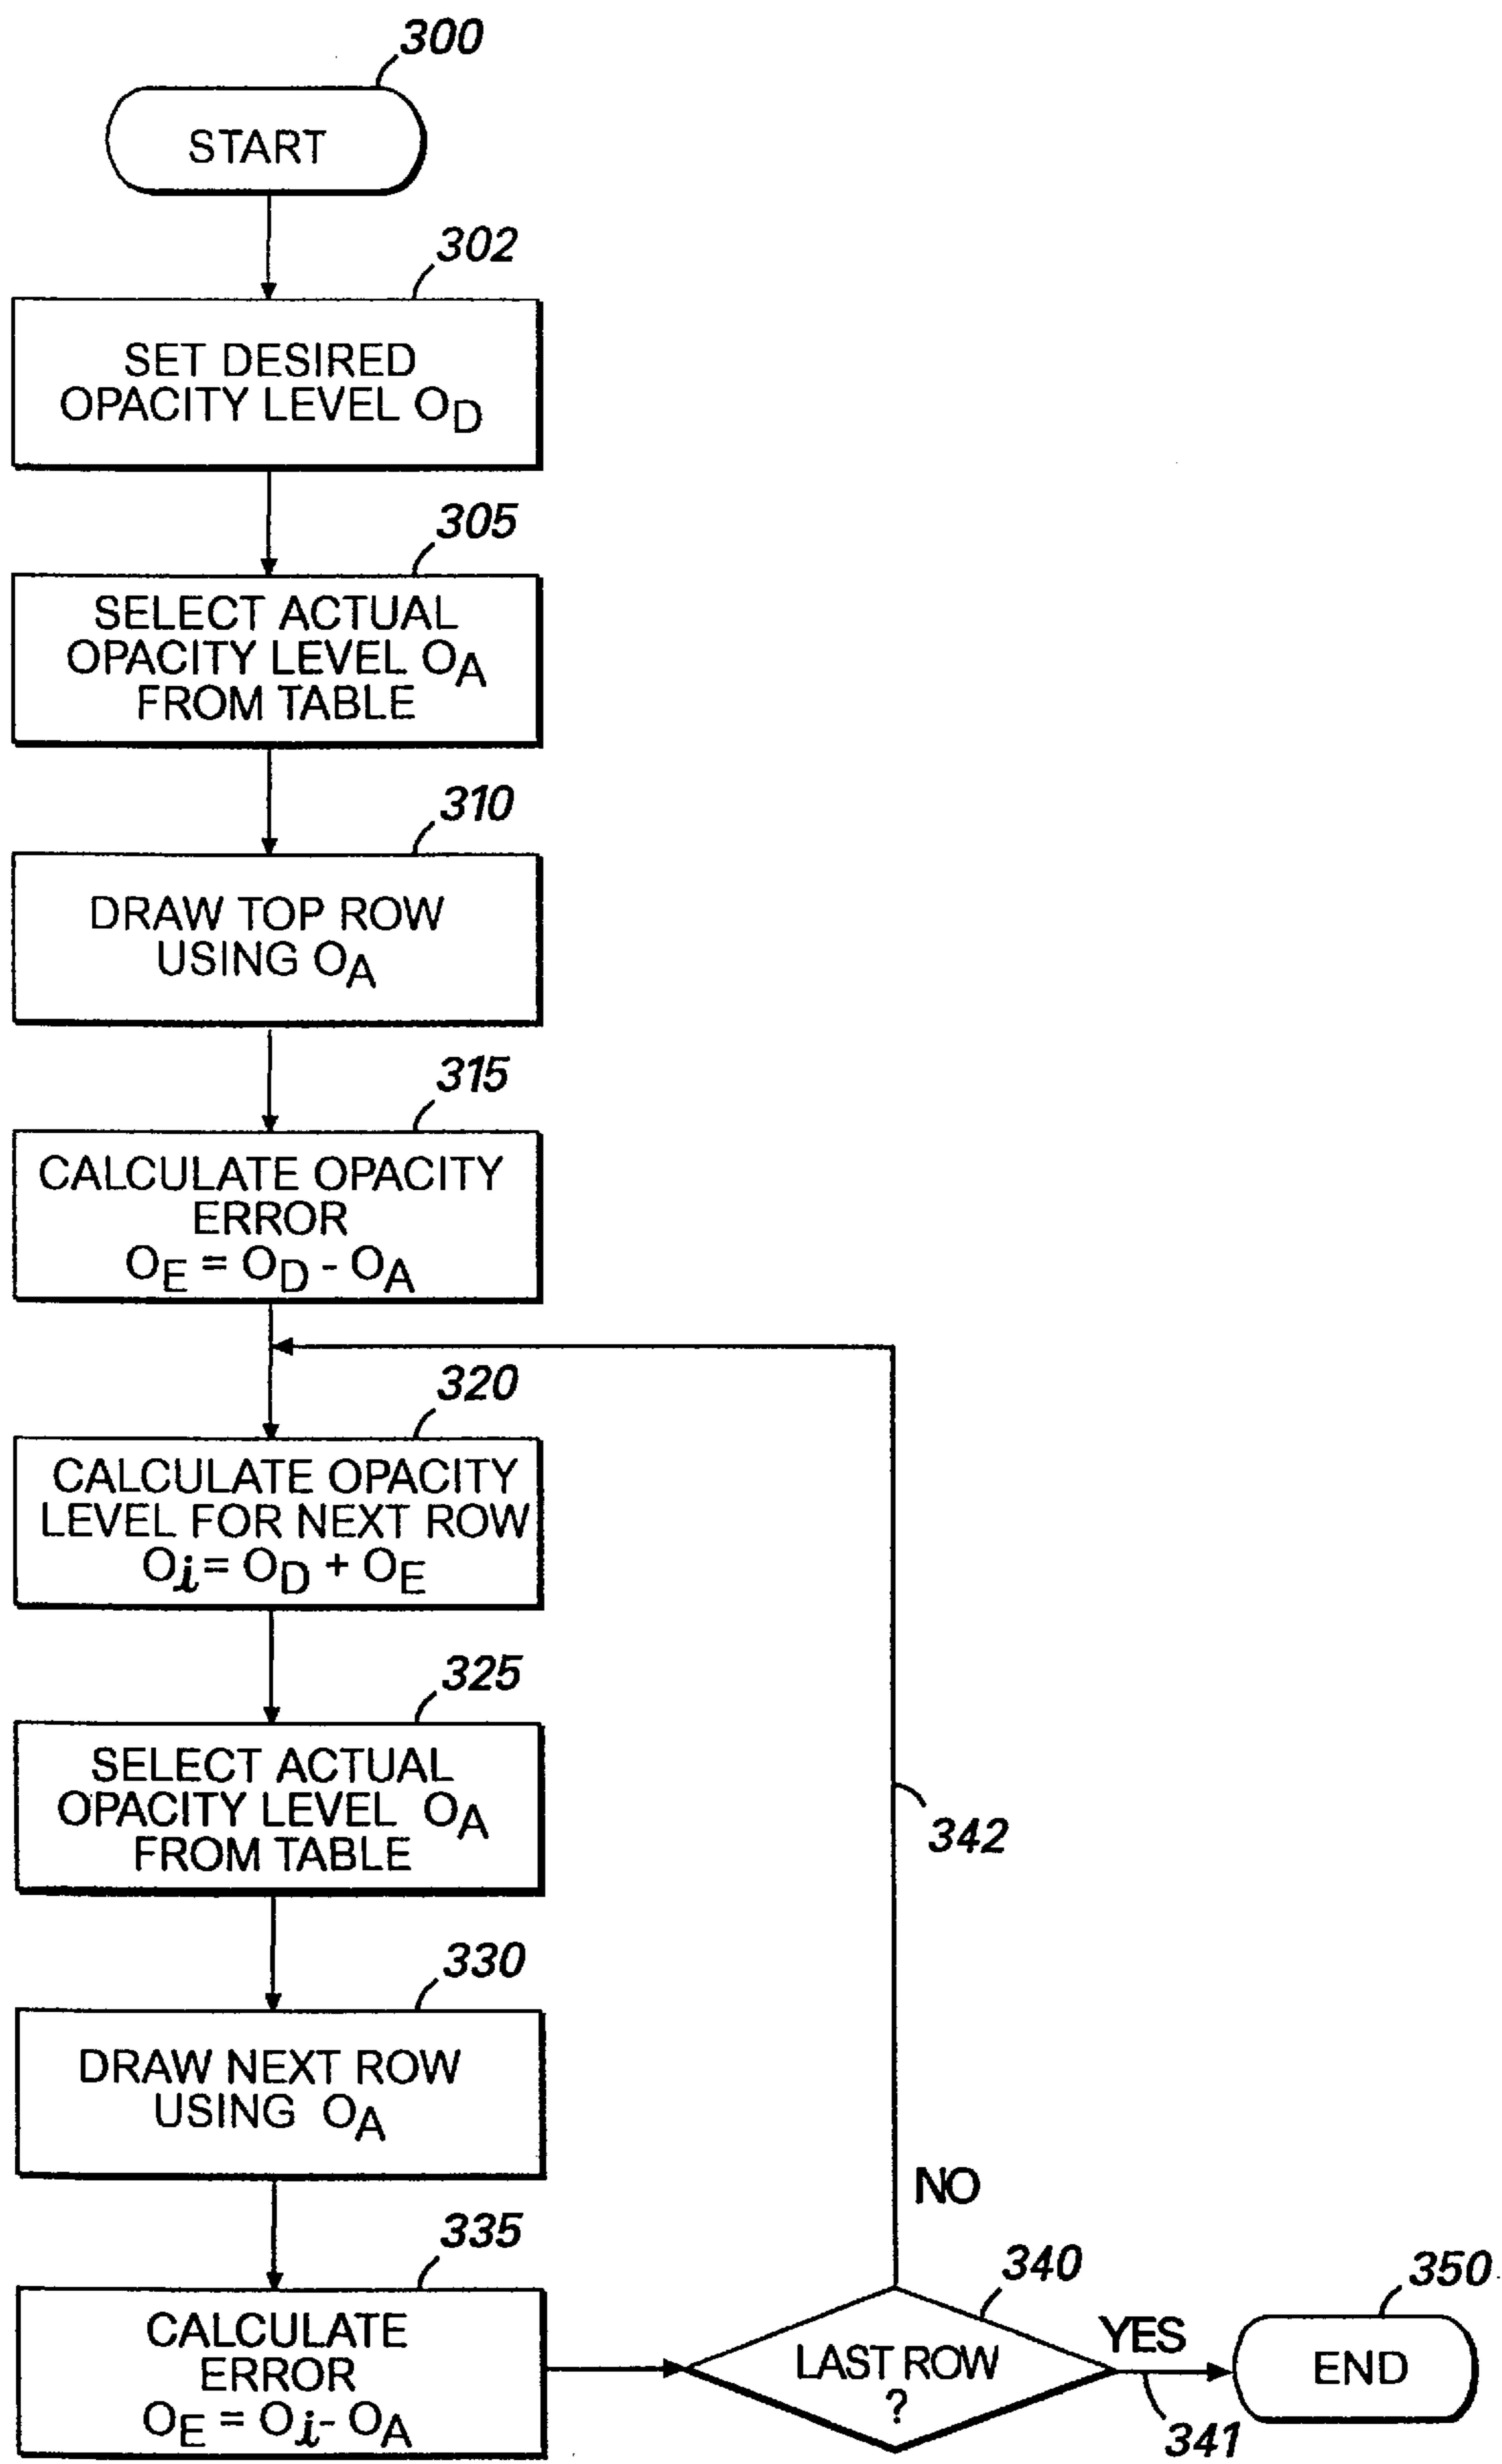 300
START
302
SET DESIRED
OPACITY LEVEL OD
305
SELECT ACTUAL
OPACITY LEVEL OA
FROM TABLE
310
DRAW TOP ROW
USING OA
315
CALCULATE OPACITY
ERROR
OE = OD - OA
320
CALCULATE OPACITY
LEVEL FOR NEXT ROW
Oi = OD + OE
325
SELECT ACTUAL
OPACITY LEVEL OA
FROM TABLE
342
330
DRAW NEXT ROW
USING OA
NO
335
CALCULATE
ERROR
OE = Oi - OA
340
LAST ROW
?
YES
341
350
END